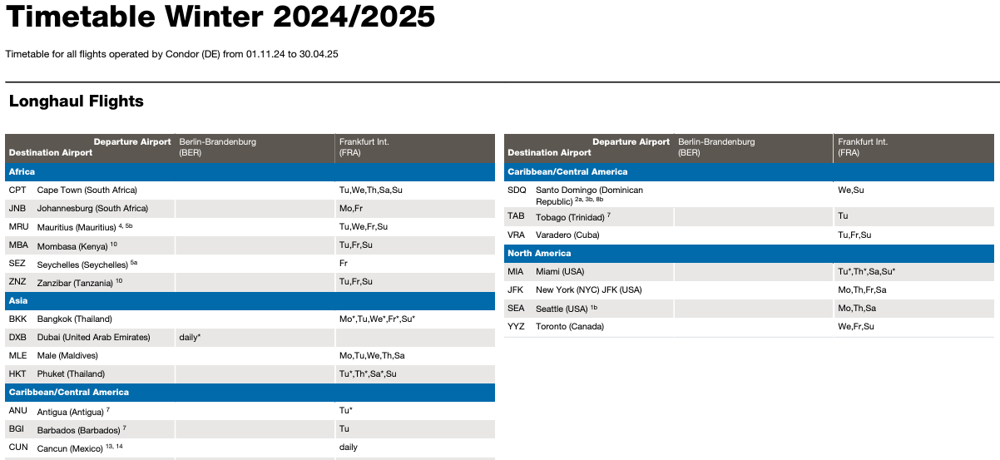 Timetable Winter 2024/2025
Timetable for all flights operated by Condor (DE) from 01.11.24 to 30.04.25
Longhaul Flights
Departure Airport Berlin-Brandenburg Frankfurt Int.
Destination Airport (BER) (FRA)
Africa
CPT Cape Town (South Africa) Tu,We,Th,Sa,Su
JNB Johannesburg (South Africa) Mo,Fr
MRU Mauritius (Mauritius) 4, 5b Tu,We,Fr,Su
MBA Mombasa (Kenya) 10 Tu,Fr,Su
SEZ Seychelles (Seychelles) 5a Fr
ZNZ Zanzibar (Tanzania) 10 Tu,Fr,Su
Asia
BKK Bangkok (Thailand) Mo*,Tu,We*,Fr*,Su*
DXB Dubai (United Arab Emirates) daily*
MLE Male (Maldives) Mo,Tu,We,Th,Sa
HKT Phuket (Thailand) Tu*,Th*,Sa*,Su
Caribbean/Central America
ANU Antigua (Antigua) 7 Tu*
BGI Barbados (Barbados) 7 Tu
CUN Cancun (Mexico) 13, 14 daily
Departure Airport Berlin-Brandenburg Frankfurt Int.
Destination Airport (BER) (FRA)
Caribbean/Central America
SDQ Santo Domingo (Dominican We,Su
Republic) 2a, 3b, 8b
TAB Tobago (Trinidad) 7 Tu
VRA Varadero (Cuba) Tu,Fr,Su
North America
MIA Miami (USA) Tu*,Th*,Sa,Su*
JFK New York (NYC) JFK (USA) Mo,Th,Fr,Sa
SEA Seattle (USA) 1b Mo,Th,Sa
YYZ Toronto (Canada) We,Fr,Su